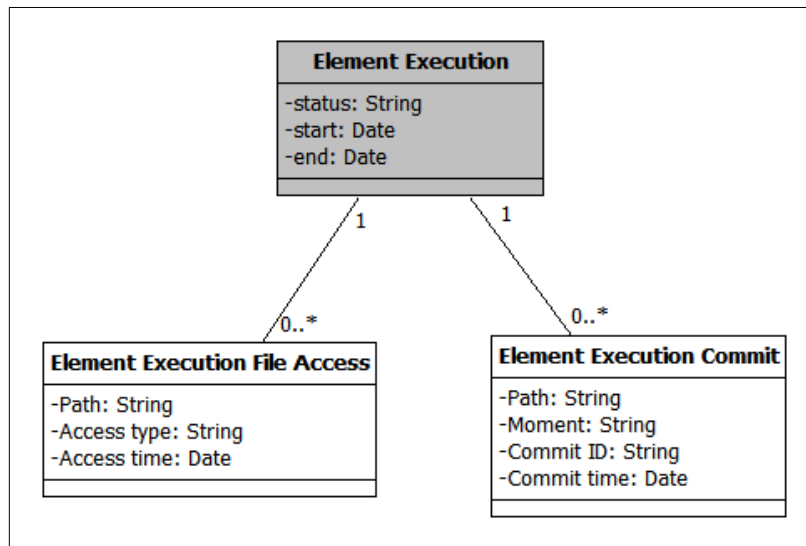 Element Execution
-status: String
-start: Date
-end: Date
1
1
0..*
0..*
Element Execution File Access
-Path: String
-Access type: String
-Access time: Date
Element Execution Commit
-Path: String
-Moment: String
-Commit ID: String
-Commit time: Date